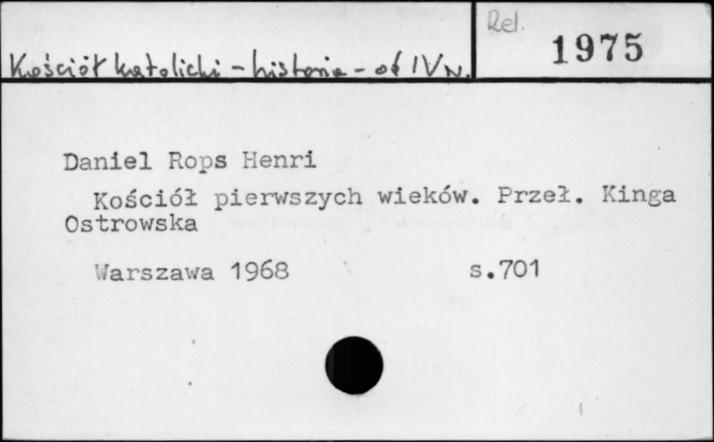 Rel.
1975
Kościół katolicki – historia – od IV w.
Daniel Rops Henri
Kościół pierwszych wieków. Przeł. Kinga
Ostrowska
Warszawa 1968 s.701